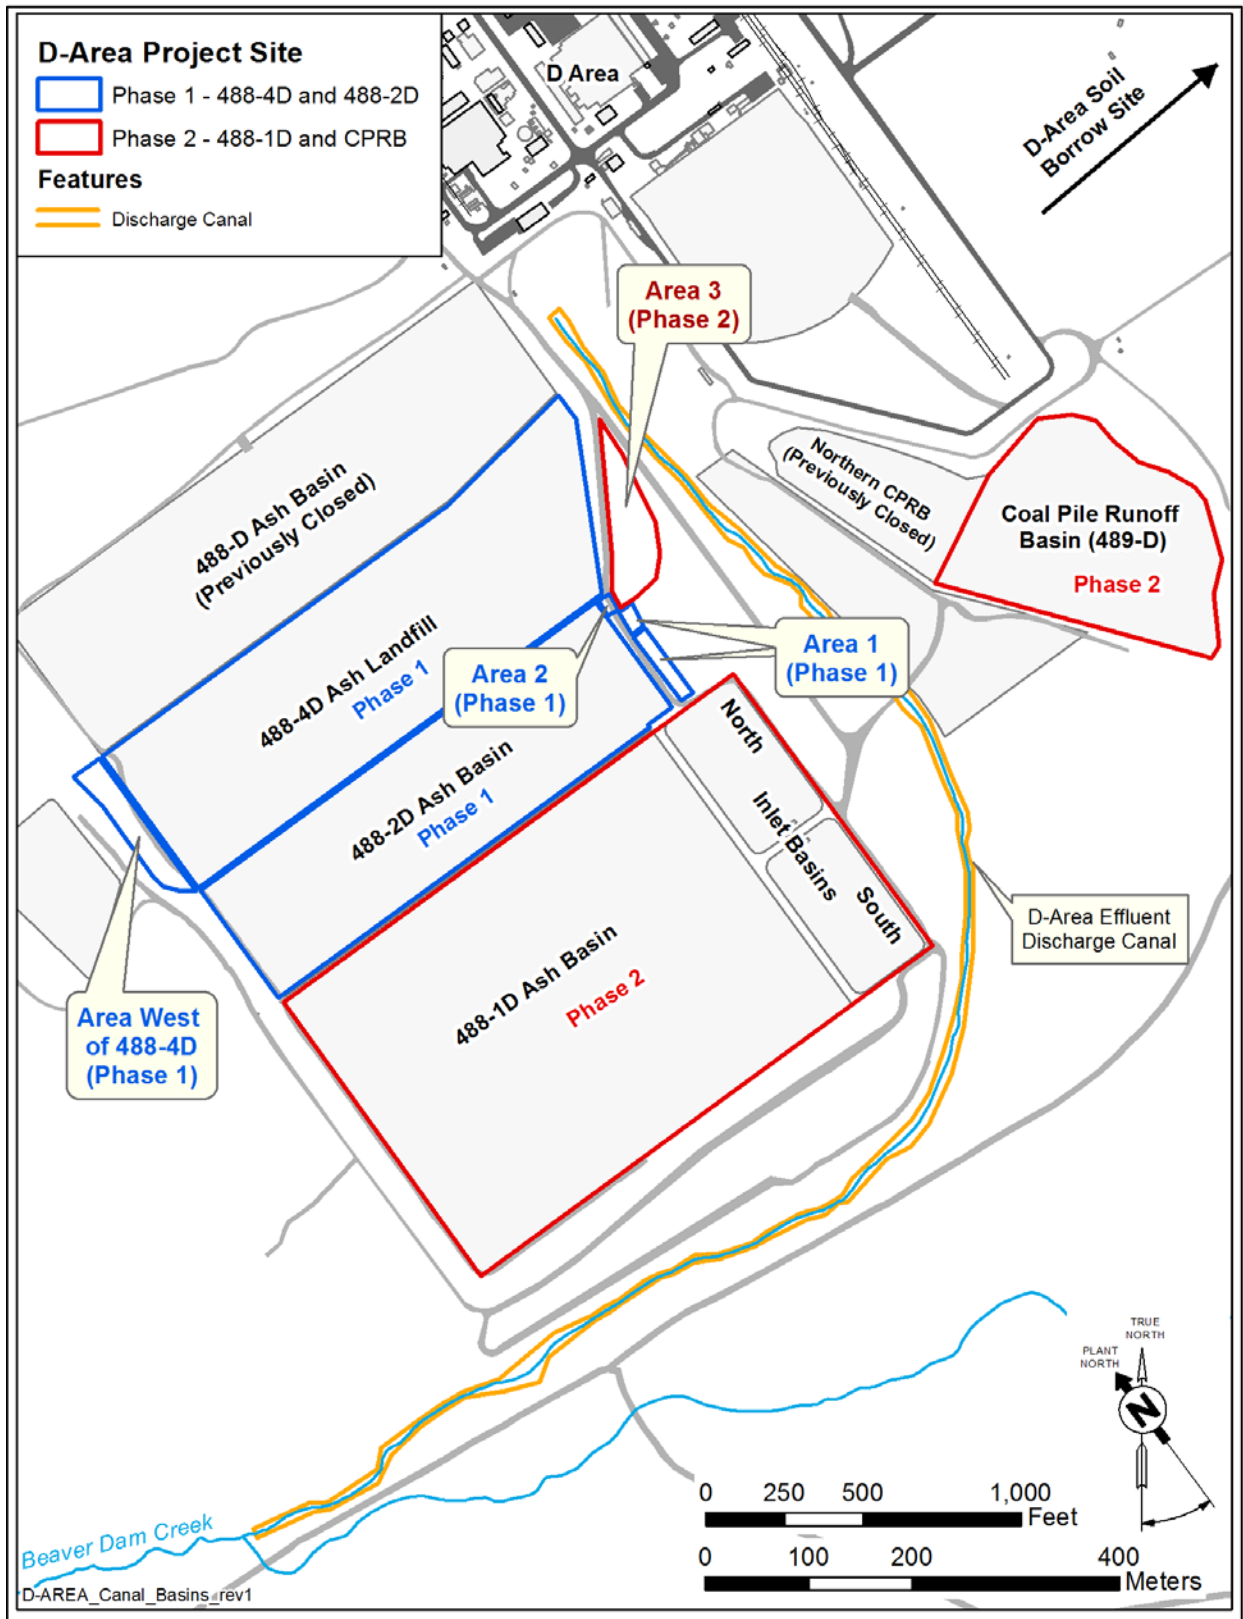 D-Area Project Site
Phase 1 - 488-4D and 488-2D
Phase 2 - 488-1D and CPRB
Features
Discharge Canal
D Area
D-Area Soil
Borrow Site
Area 3
(Phase 2)
488-D Ash Basin
(Previously Closed)
Northern CPRB
(Previously Closed)
Coal Pile Runoff
Basin (489-D)
Phase 2
488-4D Ash Landfill
Phase 1
Area 2
(Phase 1)
Area 1
(Phase 1)
488-2D Ash Basin
Phase 1
North
Inlet Basins
South
D-Area Effluent
Discharge Canal
488-1D Ash Basin
Phase 2
Area West
of 488-4D
(Phase 1)
TRUE
NORTH
PLANT
NORTH
N
0 250 500 1,000
Feet
0 100 200 400
Meters
Beaver Dam Creek
D-AREA_Canal_Basins_rev1